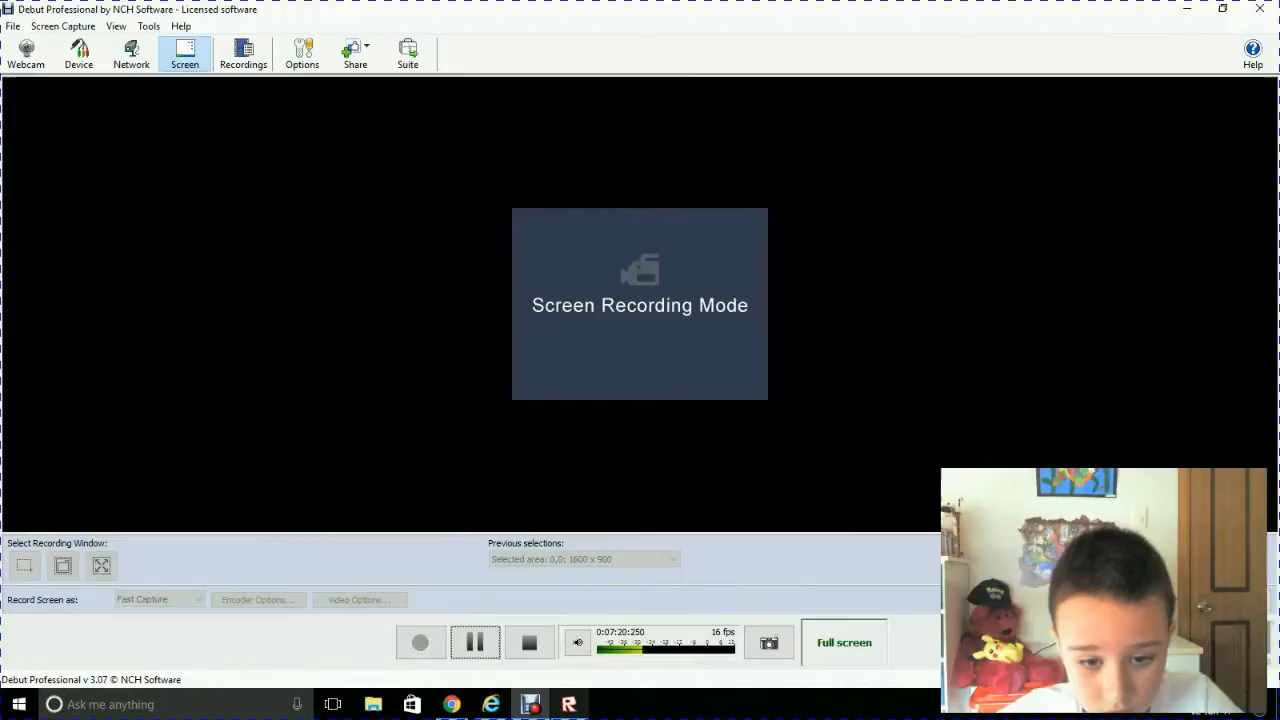 Debut Professional by NCH Software - Licensed software
File Screen Capture View Tools Help
Webcam Device Network Screen Recordings Options Share Suite Help
Screen Recording Mode
Select Recording Window:
Previous selections:
Selected area: 0,0; 1600 x 900
Record Screen as: Fast Capture Encoder Options... Video Options...
0:07:20:250 16 fps
Full screen
Debut Professional v 3.07 © NCH Software
Ask me anything